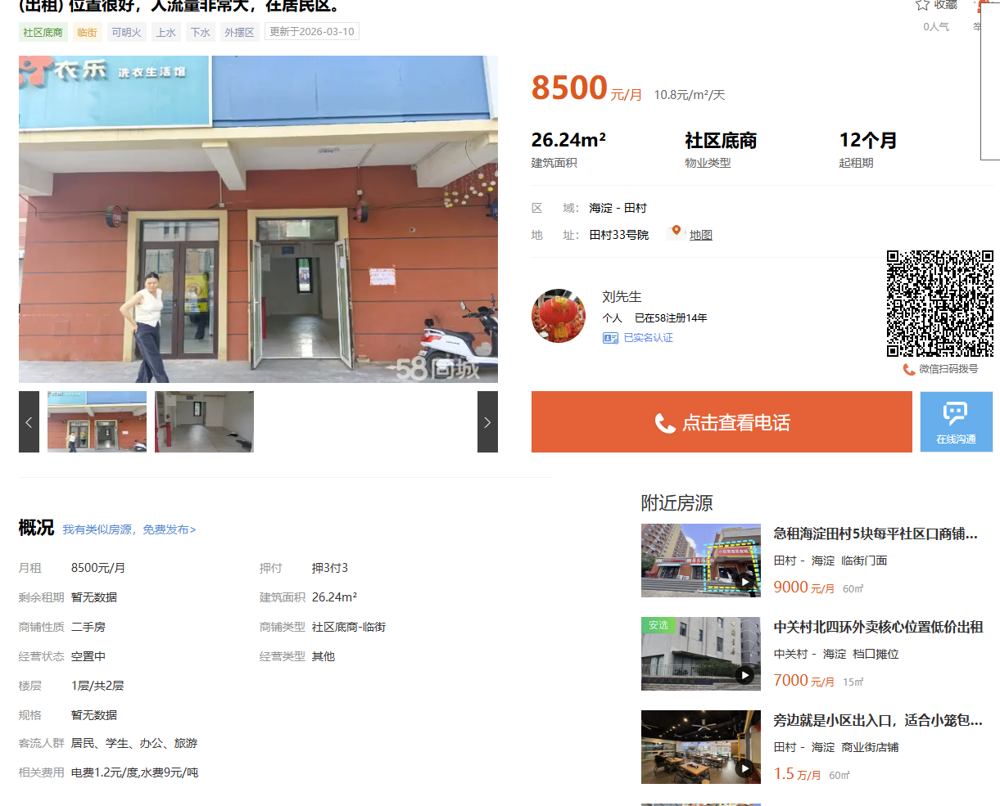 (出租) 位置很好，人流量非常大，在居民区。
收藏
社区底商 临街 可明火 上水 下水 外摆区 更新于2026-03-10
0人气
衣乐 洗衣生活馆
58同城
8500 元/月 10.8元/m²/天
26.24m² 社区底商 12个月
建筑面积 物业类型 起租期
区 域： 海淀 - 田村
地 址： 田村33号院 地图
刘先生
个人 已在58注册14年
已实名认证
微信扫码拨号
点击查看电话
在线沟通
概况 我有类似房源，免费发布>
月租 8500元/月 押付 押3付3
剩余租期 暂无数据 建筑面积 26.24m²
商铺性质 二手房 商铺类型 社区底商-临街
经营状态 空置中 经营类型 其他
楼层 1层/共2层
规格 暂无数据
客流人群 居民、学生、办公、旅游
相关费用 电费1.2元/度,水费9元/吨
附近房源
急租海淀田村5块每平社区口商铺...
田村 - 海淀 临街门面
9000 元/月 60㎡
安选
中关村北四环外卖核心位置低价出租
中关村 - 海淀 档口摊位
7000 元/月 15㎡
旁边就是小区出入口，适合小笼包...
田村 - 海淀 商业街店铺
1.5 万/月 60㎡